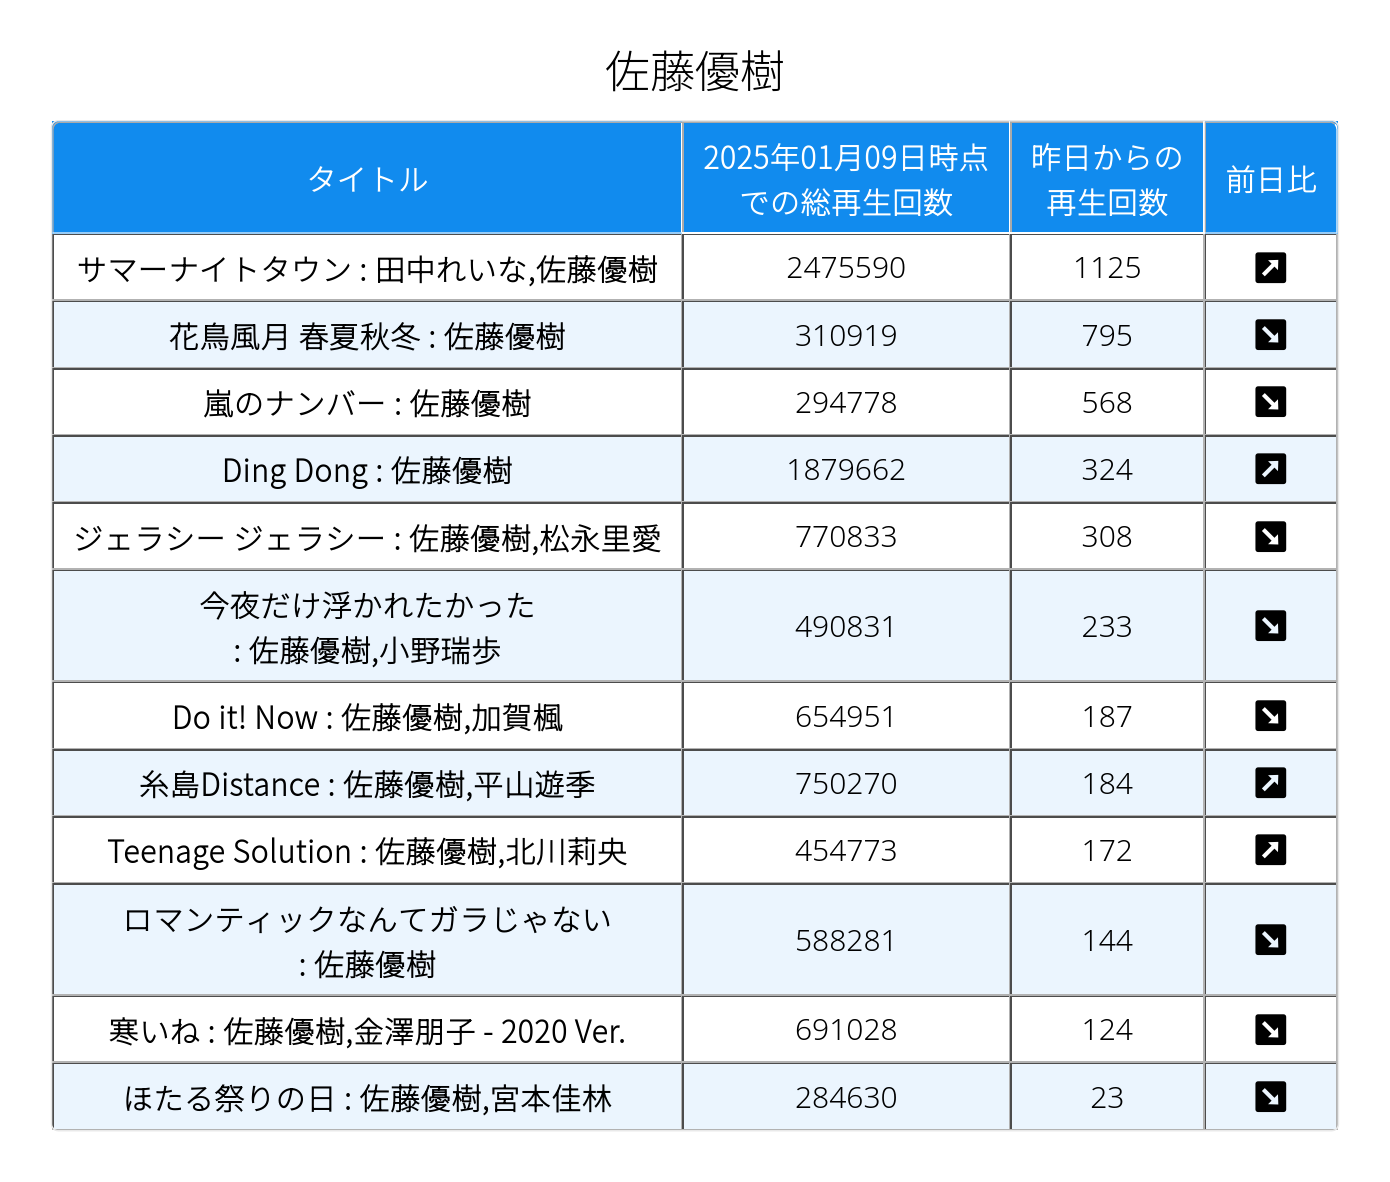 佐藤優樹
タイトル
2025年01月09日時点
での総再生回数
昨日からの
再生回数
前日比
サマーナイトタウン : 田中れいな,佐藤優樹 2475590 1125
花鳥風月 春夏秋冬 : 佐藤優樹 310919 795
嵐のナンバー : 佐藤優樹 294778 568
Ding Dong : 佐藤優樹 1879662 324
ジェラシー ジェラシー : 佐藤優樹,松永里愛 770833 308
今夜だけ浮かれたかった
: 佐藤優樹,小野瑞歩 490831 233
Do it! Now : 佐藤優樹,加賀楓 654951 187
糸島Distance : 佐藤優樹,平山遊季 750270 184
Teenage Solution : 佐藤優樹,北川莉央 454773 172
ロマンティックなんてガラじゃない
: 佐藤優樹 588281 144
寒いね : 佐藤優樹,金澤朋子 - 2020 Ver. 691028 124
ほたる祭りの日 : 佐藤優樹,宮本佳林 284630 23